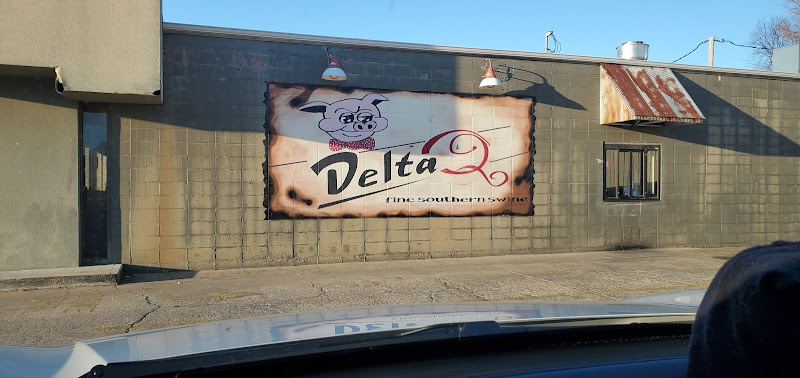 Delta Q
fine southern swine